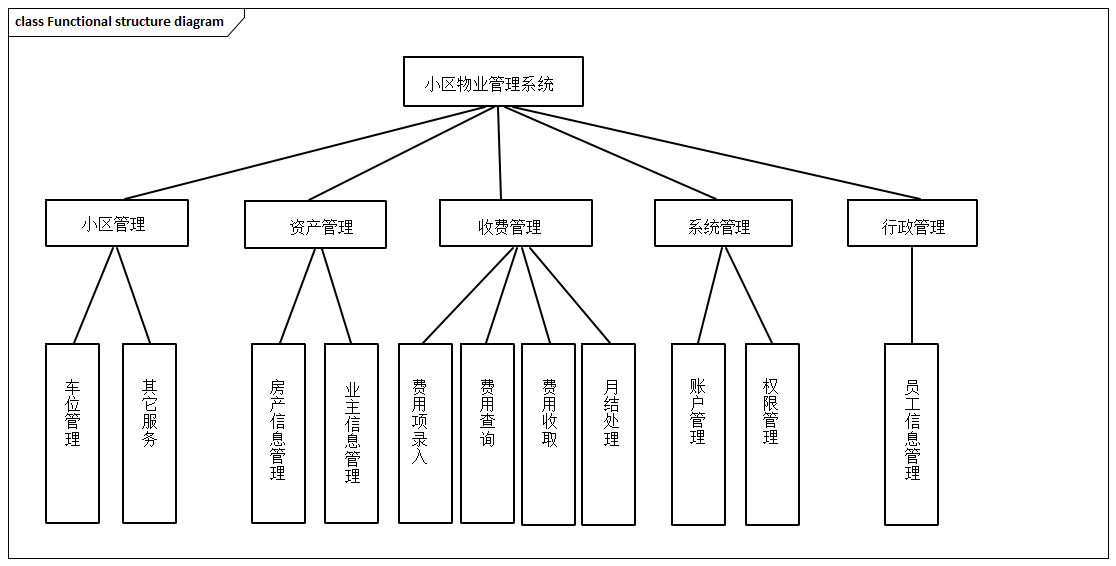 class Functional structure diagram
小区物业管理系统
小区管理
资产管理
收费管理
系统管理
行政管理
车位管理
其它服务
房产信息管理
业主信息管理
费用项录入
费用查询
费用收取
月结处理
账户管理
权限管理
员工信息管理